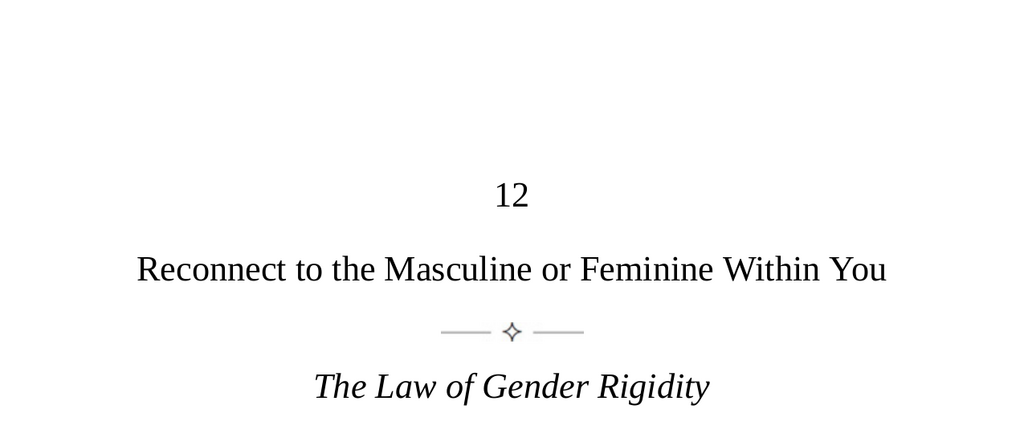 12
Reconnect to the Masculine or Feminine Within You
The Law of Gender Rigidity